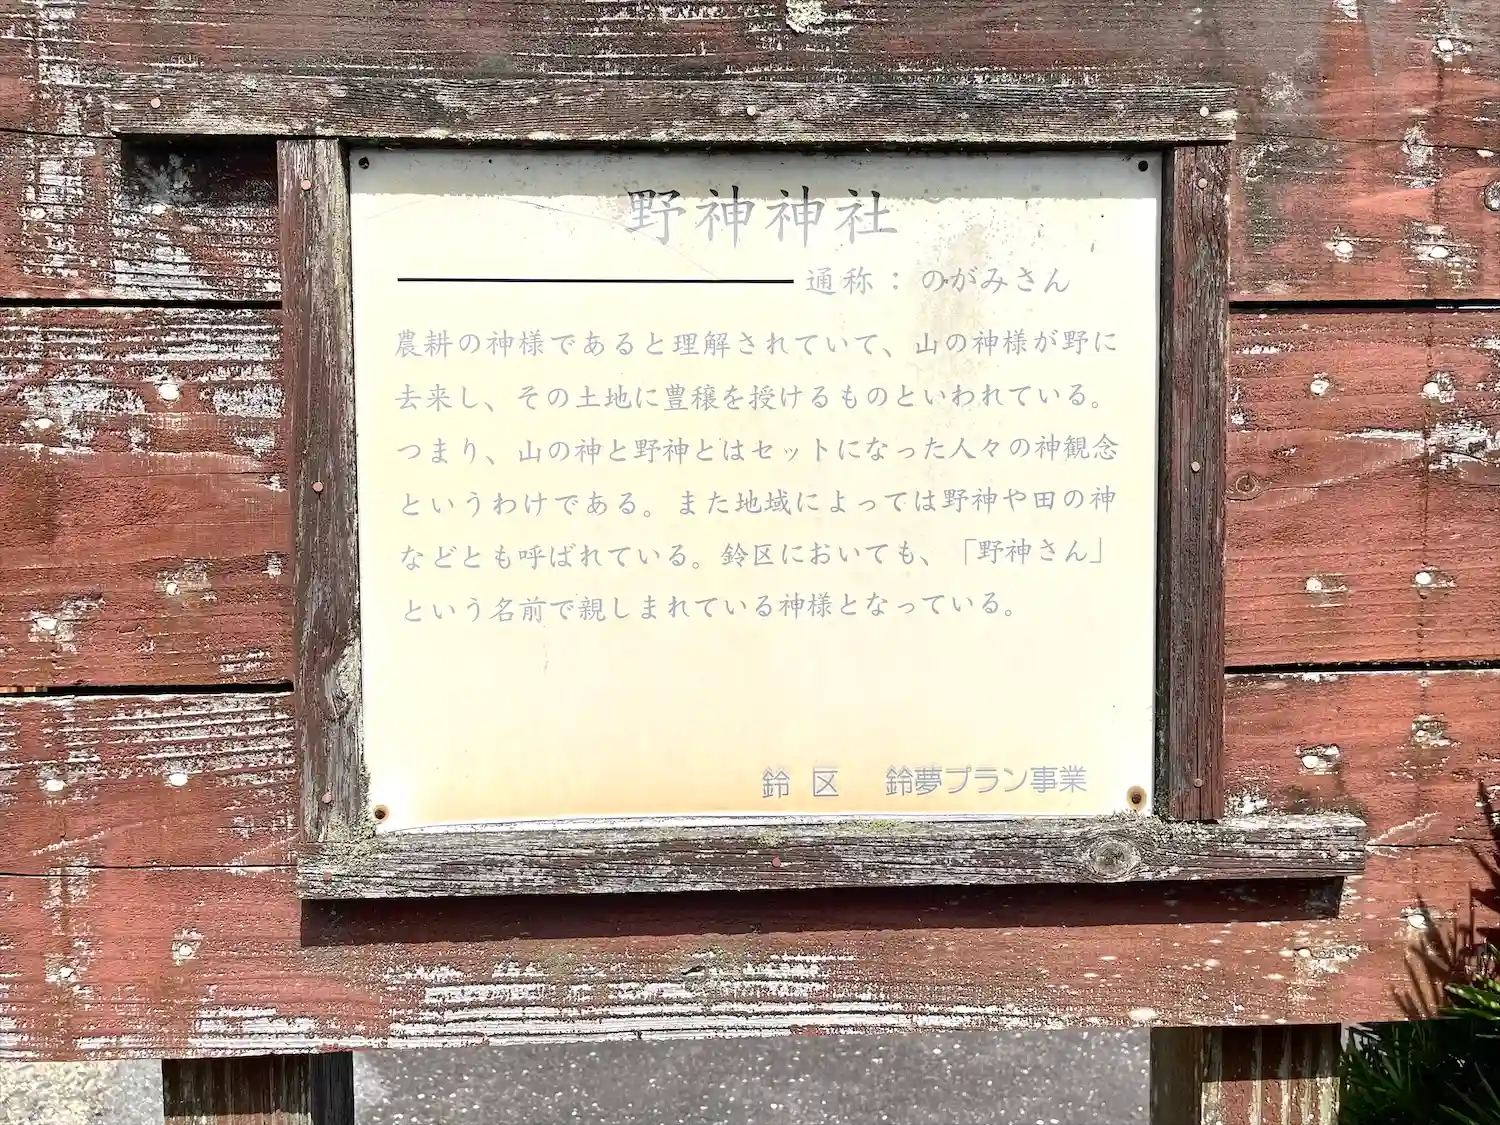 野神神社
通称：のがみさん
農耕の神様であると理解されていて、山の神様が野に
去来し、その土地に豊穣を授けるものといわれている。
つまり、山の神と野神とはセットになった人々の神観念
というわけである。また地域によっては野神や田の神
などとも呼ばれている。鈴区においても、「野神さん」
という名前で親しまれている神様となっている。
鈴区　鈴夢プラン事業